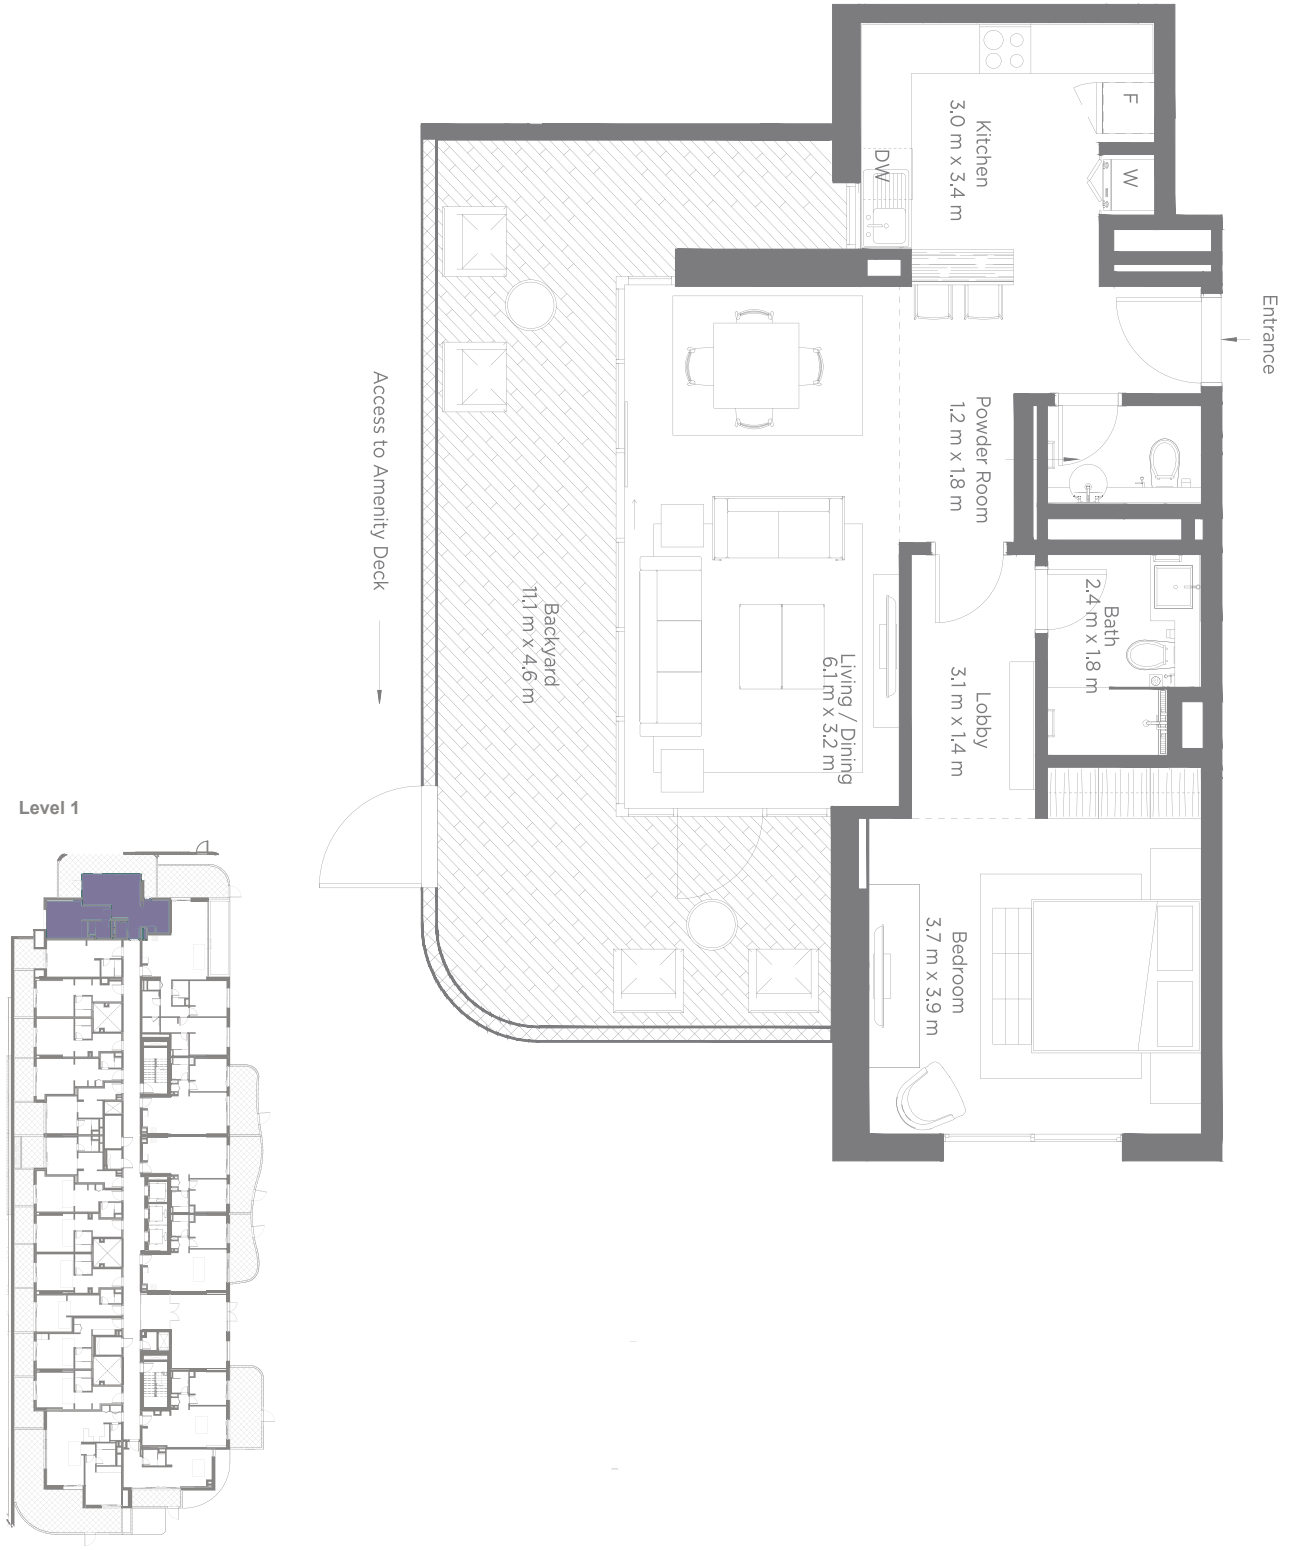 F
Kitchen
3.0 m x 3.4 m
DW
W
Entrance
Powder Room
1.2 m x 1.8 m
Access to Amenity Deck
Backyard
11.1 m x 4.6 m
Bath
2.4 m x 1.8 m
Living / Dining
6.1 m x 3.2 m
Lobby
3.1 m x 1.4 m
Bedroom
3.7 m x 3.9 m
Level 1